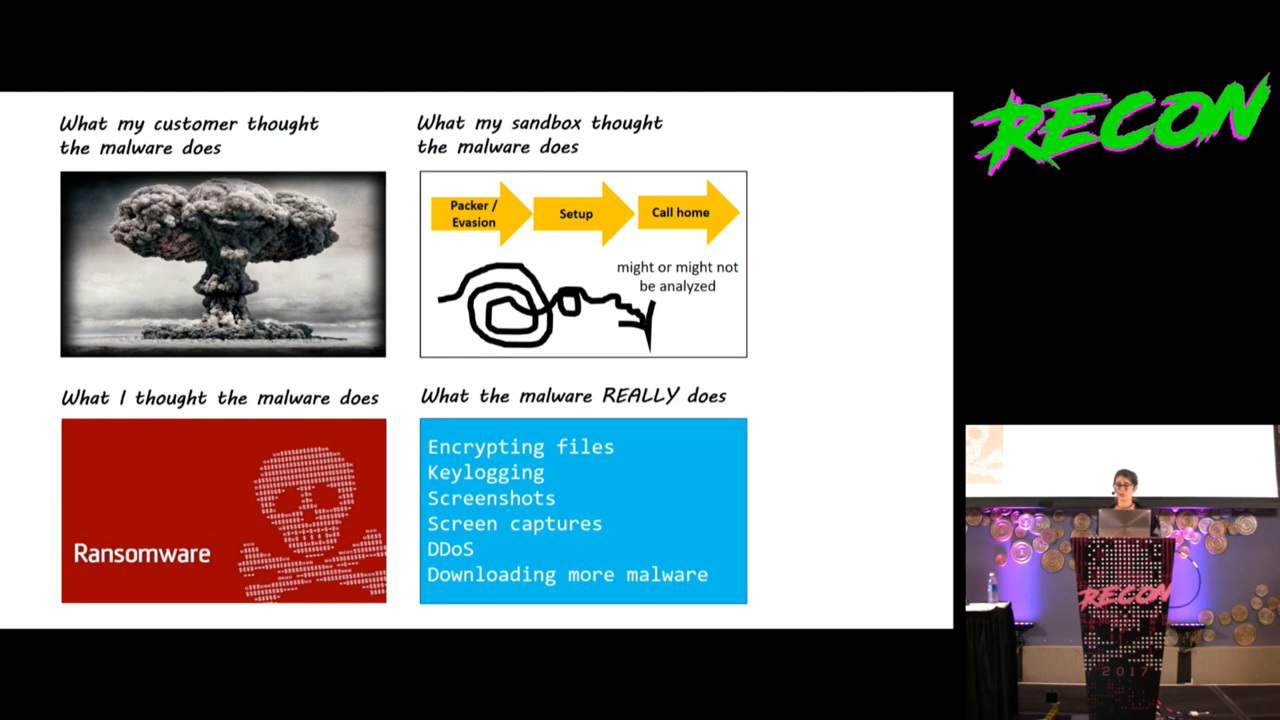 What my customer thought
the malware does
What my sandbox thought
the malware does
Packer /
Evasion
Setup
Call home
might or might not
be analyzed
What I thought the malware does
Ransomware
What the malware REALLY does
Encrypting files
Keylogging
Screenshots
Screen captures
DDoS
Downloading more malware
RECON
RECON
2017